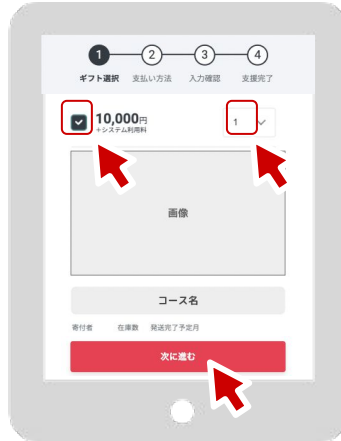 1 2 3 4
ギフト選択 支払い方法 入力確認 支援完了
10,000円 1
+システム利用料
画像
コース名
寄付者 在庫数 発送完了予定月
次に進む